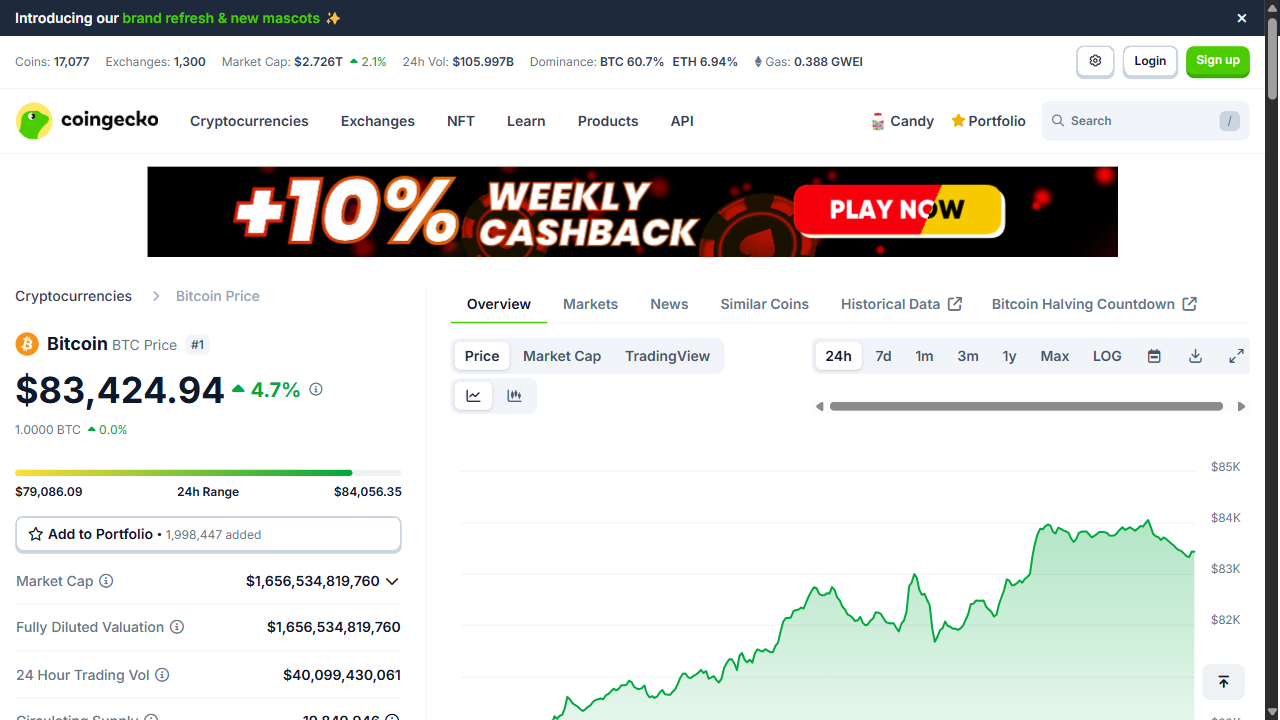 Introducing our brand refresh & new mascots ✨
Coins: 17,077 Exchanges: 1,300 Market Cap: $2.726T 2.1% 24h Vol: $105.997B Dominance: BTC 60.7% ETH 6.94% Gas: 0.388 GWEI
Login
Sign up
coingecko
Cryptocurrencies Exchanges NFT Learn Products API
Candy Portfolio
Search /
+10% WEEKLY CASHBACK PLAY NOW
Cryptocurrencies Bitcoin Price
Bitcoin BTC Price #1
$83,424.94 4.7%
1.0000 BTC 0.0%
$79,086.09 24h Range $84,056.35
Add to Portfolio • 1,998,447 added
Market Cap $1,656,534,819,760
Fully Diluted Valuation $1,656,534,819,760
24 Hour Trading Vol $40,099,430,061
Overview Markets News Similar Coins Historical Data Bitcoin Halving Countdown
Price Market Cap TradingView
24h 7d 1m 3m 1y Max LOG
$85K
$84K
$83K
$82K